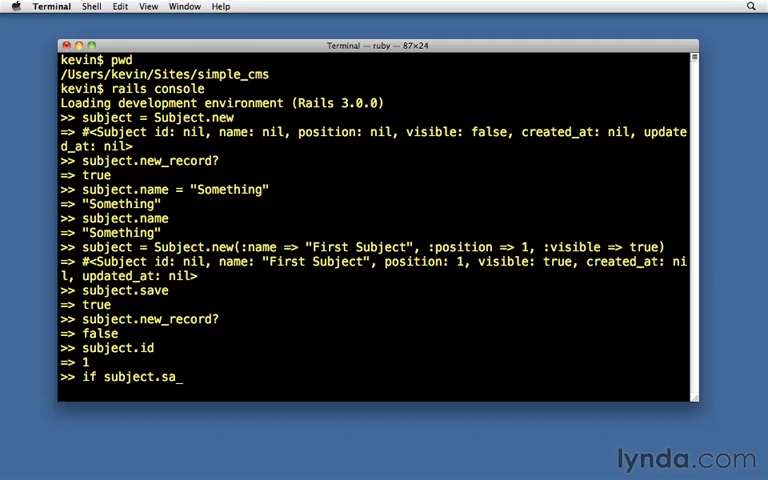 Terminal Shell Edit View Window Help
Terminal — ruby — 87×24
kevin$ pwd
/Users/kevin/Sites/simple_cms
kevin$ rails console
Loading development environment (Rails 3.0.0)
>> subject = Subject.new
=> #<Subject id: nil, name: nil, position: nil, visible: false, created_at: nil, update
d_at: nil>
>> subject.new_record?
=> true
>> subject.name = "Something"
=> "Something"
>> subject.name
=> "Something"
>> subject = Subject.new(:name => "First Subject", :position => 1, :visible => true)
=> #<Subject id: nil, name: "First Subject", position: 1, visible: true, created_at: ni
l, updated_at: nil>
>> subject.save
=> true
>> subject.new_record?
=> false
>> subject.id
=> 1
>> if subject.sa_
lynda.com